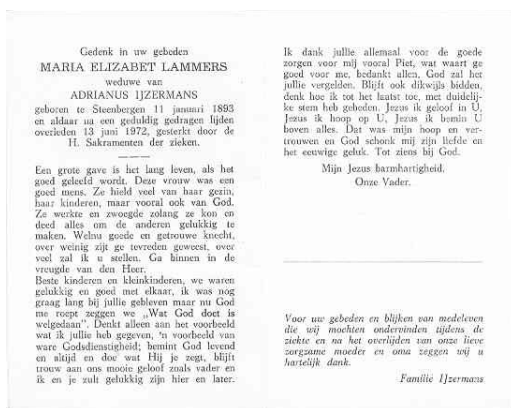 Gedenk in uw gebeden
MARIA ELIZABET LAMMERS
weduwe van
ADRIANUS IJZERMANS
geboren te Steenbergen 11 januari 1893
en aldaar na een geduldig gedragen lijden
overleden 13 juni 1972, gesterkt door de
H. Sakramenten der zieken.
Een grote gave is het lang leven, als het
goed geleefd wordt. Deze vrouw was een
goed mens. Ze hield veel van haar gezin,
haar kinderen, maar vooral ook van God.
Ze werkte en zwoegde zolang ze kon en
deed alles om de anderen gelukkig te
maken. Welnu goede en getrouwe knecht,
over weinig zijt ge tevreden geweest, over
veel zal ik u stellen. Ga binnen in de
vreugde van den Heer.
Beste kinderen en kleinkinderen, we waren
gelukkig en goed met elkaar, ik was nog
graag lang bij jullie gebleven maar nu God
me roept zeggen we „Wat God doet is
welgedaan”. Denkt alleen aan het voorbeeld
wat ik jullie heb gegeven, 'n voorbeeld van
ware Godsdienstigheid; bemint God levend
en altijd en doe wat Hij je zegt, blijft
trouw aan ons mooie geloof zoals vader en
ik en je zult gelukkig zijn hier en later.
Ik dank jullie allemaal voor de goede
zorgen voor mij vooral Piet, wat waart ge
goed voor me, bedankt allen, God zal het
jullie vergelden. Blijft ook dikwijls bidden,
denk hoe ik tot het laatst toe, met duidelijk-
ke stem heb gebeden. Jezus ik geloof in U,
Jezus ik hoop op U, Jezus ik bemin U
boven alles. Dat was mijn hoop en ver-
trouwen en God schonk mij zijn liefde en
het eeuwige geluk. Tot ziens bij God.
Mijn Jezus barmhartigheid.
Onze Vader.
Voor uw gebeden en blijken van medeleven
die wij mochten ondervinden tijdens de
ziekte en na het overlijden van onze lieve
zorgzame moeder en oma zeggen wij u
hartelijk dank.
Familie IJzermans